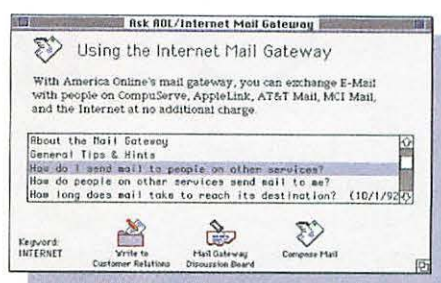 Ask AOL/Internet Mail Gateway
Using the Internet Mail Gateway
With America Online's mail gateway, you can exchange E-Mail
with people on CompuServe, AppleLink, AT&T Mail, MCI Mail,
and the Internet at no additional charge.
About the Mail Gateway
General Tips & Hints
How do I send mail to people on other services?
How do people on other services send mail to me?
How long does mail take to reach its destination? (10/1/92
Keyword:
INTERNET
Write to
Customer Relations
Mail Gateway
Discussion Board
Compose Mail